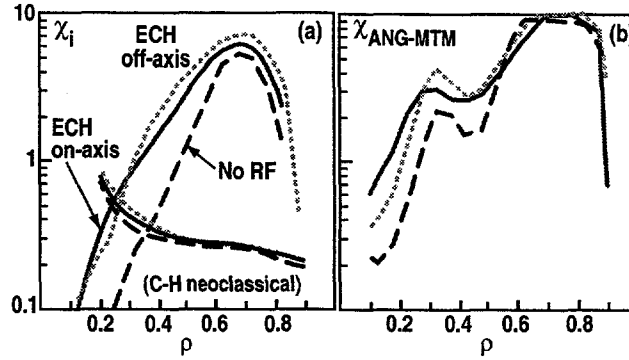 10
χi
ECH
off-axis
(a)
ECH
on-axis
1
No RF
(C-H neoclassical)
0.1
0.2 0.4 0.6 0.8
ρ
χANG-MTM
(b)
0.2 0.4 0.6 0.8
ρ